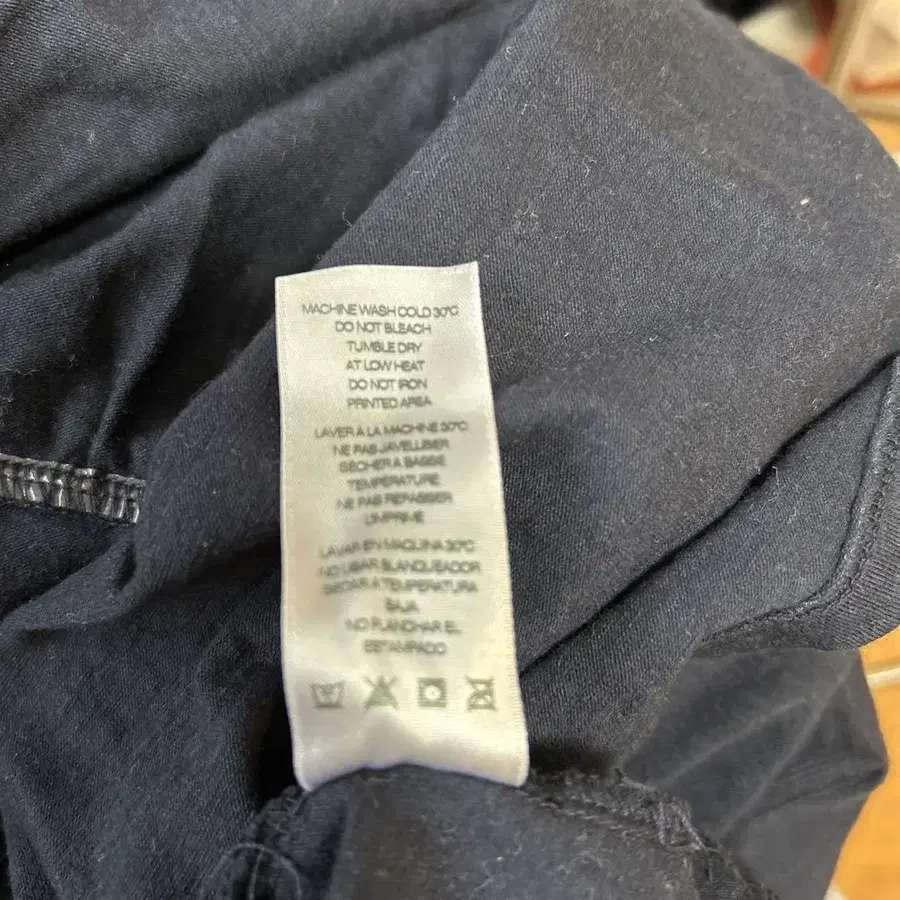 MACHINE WASH COLD 30°C
DO NOT BLEACH
TUMBLE DRY
AT LOW HEAT
DO NOT IRON
PRINTED AREA
LAVER A LA MACHINE 30°C
NE PAS JAVELLISER
SÉCHER A BASSE
TEMPÉRATURE
NE PAS REPASSER
L'IMPRIME
LAVAR EN MAQUINA 30°C
NO USAR BLANQUEADOR
SECAR A TEMPERATURA
BAJA
NO PLANCHAR EL
ESTAMPADO